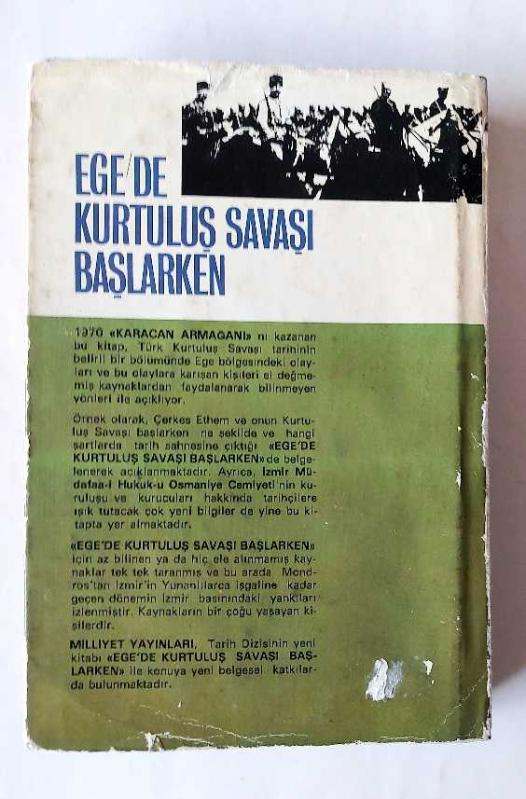 EGE'DE
KURTULUŞ SAVAŞI
BAŞLARKEN
1970 «KARACAN ARMAĞANI» nı kazanan
bu kitap, Türk Kurtuluş Savaşı tarihinin
belirli bir bölümünde Ege bölgesindeki olay-
ları ve bu olaylara karışan kişileri el değme-
miş kaynaklardan faydalanarak bilinmeyen
yönleri ile açıklıyor.
Örnek olarak, Çerkes Ethem ve onun Kurtu-
luş Savaşı başlarken ne şekilde ve hangi
şartlarda tarih sahnesine çıktığı «EGE'DE
KURTULUŞ SAVAŞI BAŞLARKEN» de belge-
lenerek açıklanmaktadır. Ayrıca, İzmir Mü-
dafaa-i Hukuk-u Osmaniye Cemiyeti'nin ku-
ruluşu ve kurucuları hakkında tarihçilere
ışık tutacak çok yeni bilgiler de yine bu ki-
tapta yer almaktadır.
«EGE'DE KURTULUŞ SAVAŞI BAŞLARKEN»
için az bilinen ya da hiç ele alınmamış kay-
naklar tek tek taranmış ve bu arada Mond-
ros'tan İzmir'in Yunanlılarca işgaline kadar
geçen dönemin İzmir basınındaki yankıları
izlenmiştir. Kaynakların bir çoğu yaşayan ki-
şilerdir.
MİLLİYET YAYINLARI, Tarih Dizisinin yeni
kitabı «EGE'DE KURTULUŞ SAVAŞI BAŞ-
LARKEN» ile konuya yeni belgesel katkılar-
da bulunmaktadır.